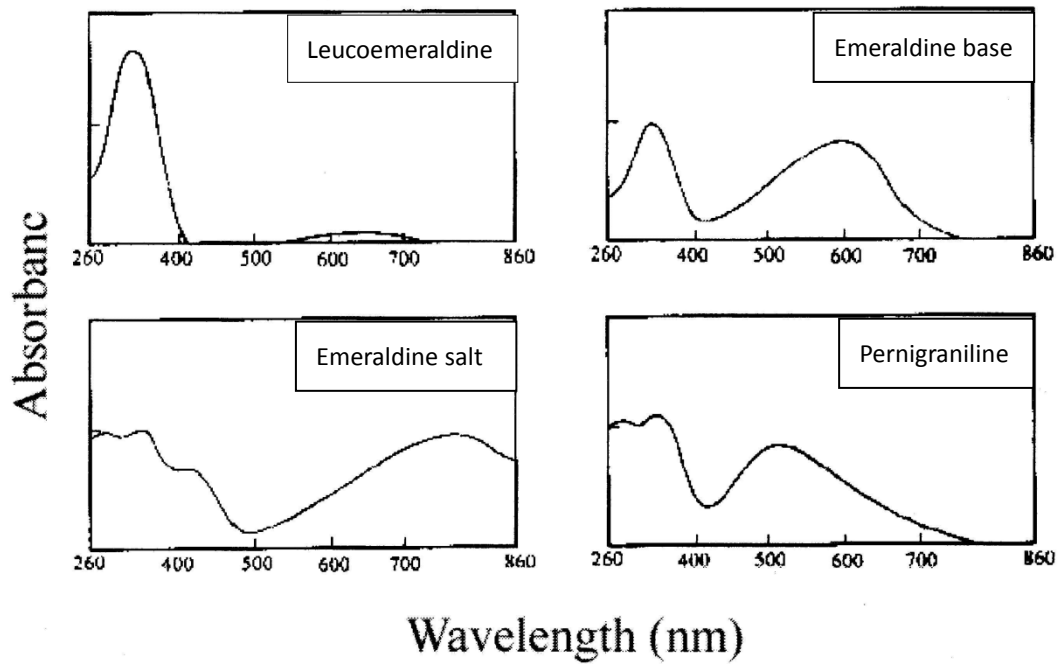 Leucoemeraldine
Emeraldine base
260 400 500 600 700 860
260 400 500 600 700 860
Emeraldine salt
Pernigraniline
260 400 500 600 700 860
260 400 500 600 700 860
Absorbanc
Wavelength (nm)